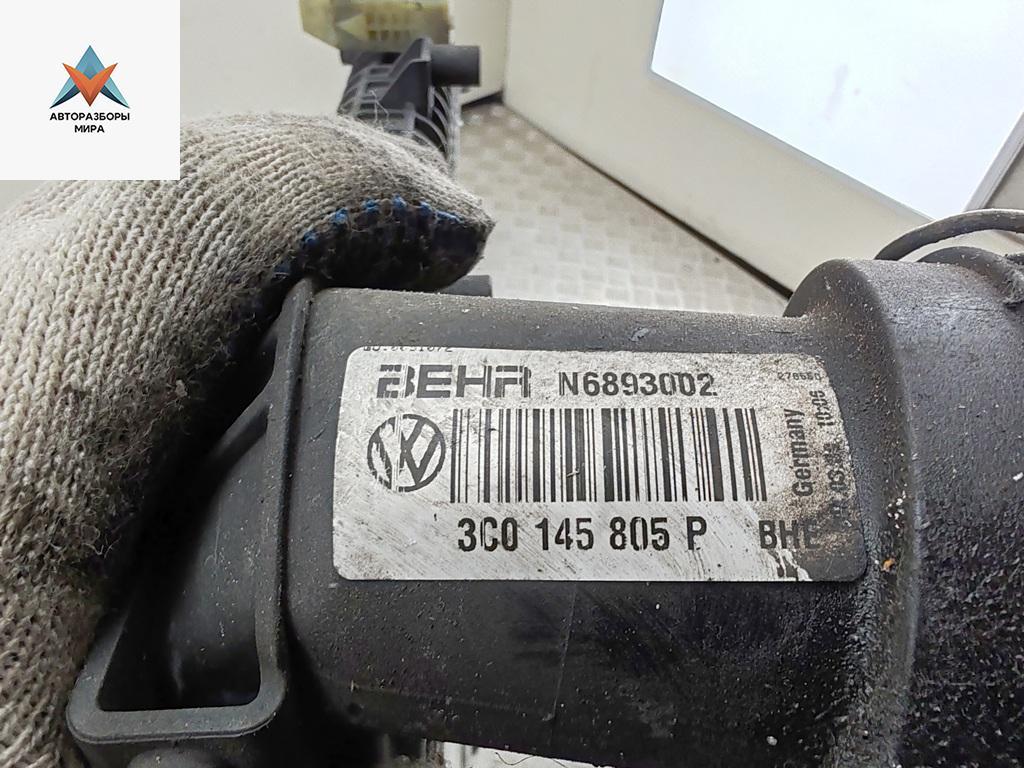 АВТОРАЗБОРЫ
МИРА
BEHR N6893002
Germany
3C0 145 805 P BHE